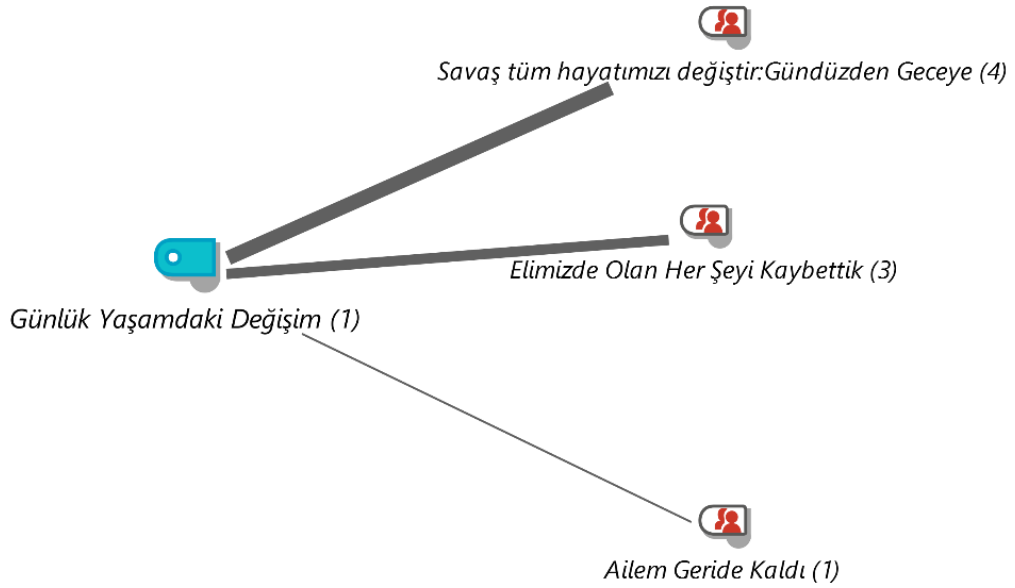 Savaş tüm hayatımızı değiştir:Gündüzden Geceye (4)
Elimizde Olan Her Şeyi Kaybettik (3)
Günlük Yaşamdaki Değişim (1)
Ailem Geride Kaldı (1)